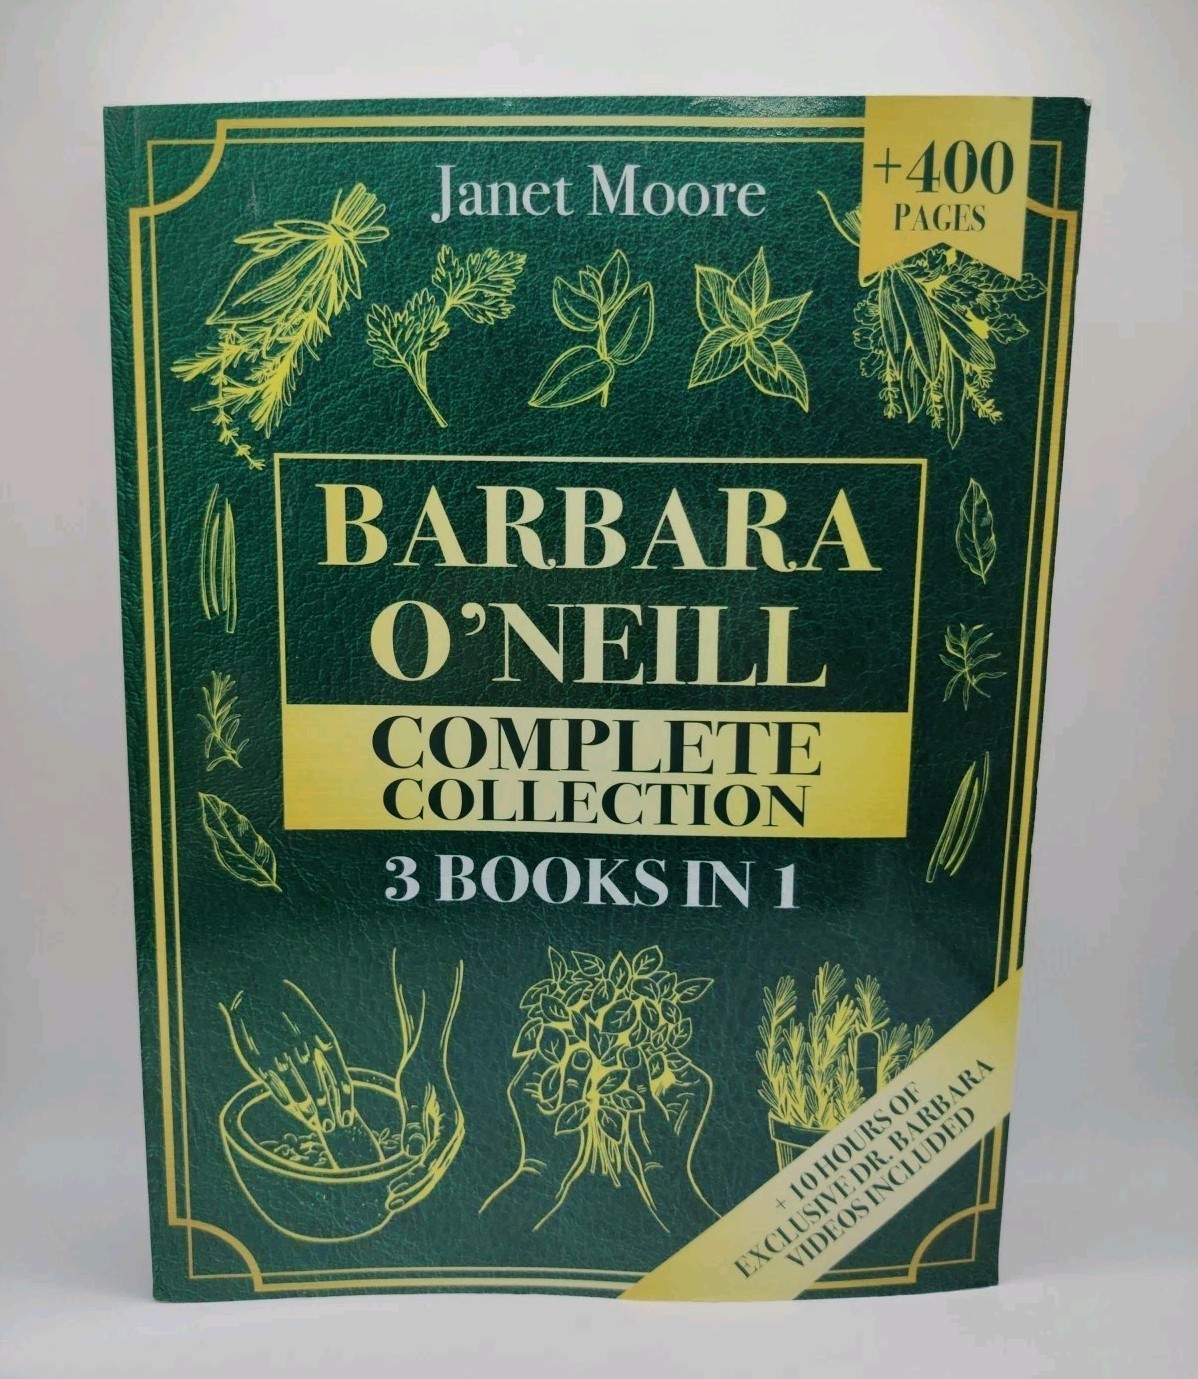 Janet Moore
+400
PAGES
BARBARA
O'NEILL
COMPLETE
COLLECTION
3 BOOKS IN 1
+ 10 HOURS OF
EXCLUSIVE DR. BARBARA
VIDEOS INCLUDED